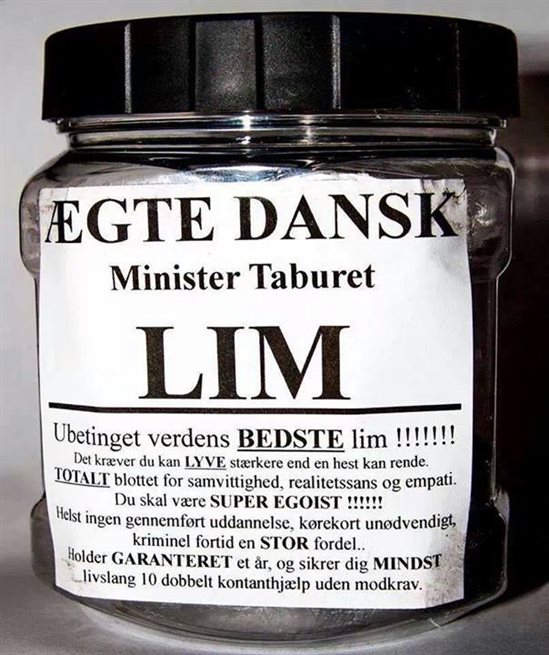 ÆGTE DANSK
Minister Taburet
LIM
Ubetinget verdens BEDSTE lim !!!!!!!
Det kræver du kan LYVE stærkere end en hest kan rende.
TOTALT blottet for samvittighed, realitetssans og empati.
Du skal være SUPER EGOIST !!!!!!
Helst ingen gennemført uddannelse, kørekort unødvendigt,
kriminel fortid en STOR fordel..
Holder GARANTERET et år, og sikrer dig MINDST
livslang 10 dobbelt kontanthjælp uden modkrav.